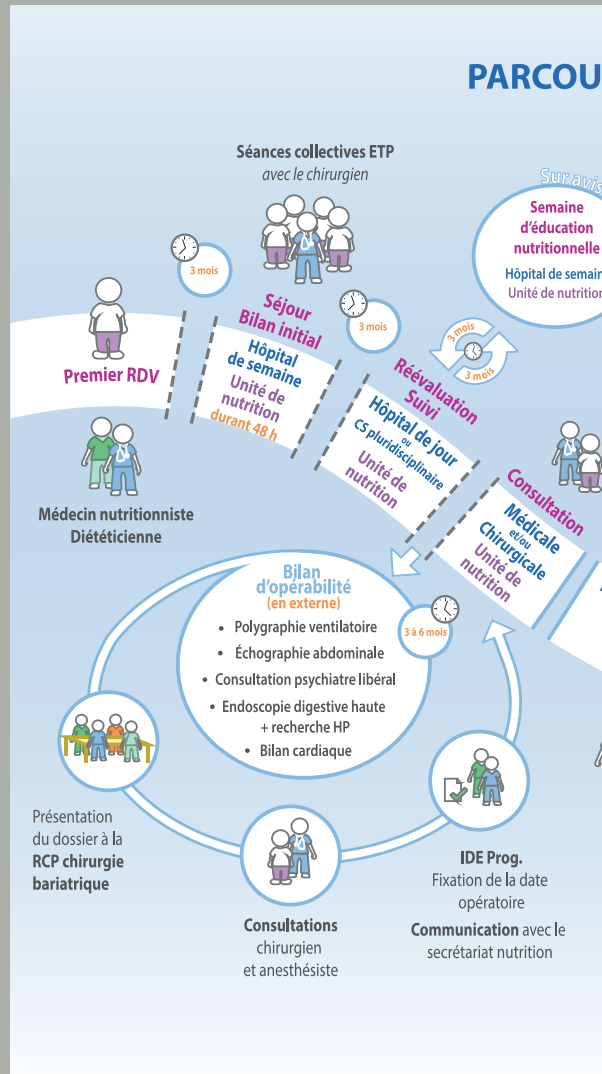 PARCOU
Séances collectives ETP
avec le chirurgien
Sur avis
Semaine
d'éducation
nutritionnelle
Hôpital de semain
Unité de nutrition
3 mois
Séjour
Bilan initial
3 mois
3 mois
3 mois
Premier RDV
Hôpital
de semaine
Unité de
nutrition
durant 48 h
Réévaluation
Suivi
Hôpital de jour
ou
CS pluridisciplinaire
Unité de
nutrition
Consultation
Médicale
et/ou
Chirurgicale
Unité de
nutrition
Médecin nutritionniste
Diététicienne
Bilan
d'opérabilité
(en externe)
• Polygraphie ventilatoire
• Échographie abdominale
• Consultation psychiatre libéral
• Endoscopie digestive haute
+ recherche HP
• Bilan cardiaque
3 à 6 mois
Présentation
du dossier à la
RCP chirurgie
bariatrique
Consultations
chirurgien
et anesthésiste
IDE Prog.
Fixation de la date
opératoire
Communication avec le
secrétariat nutrition